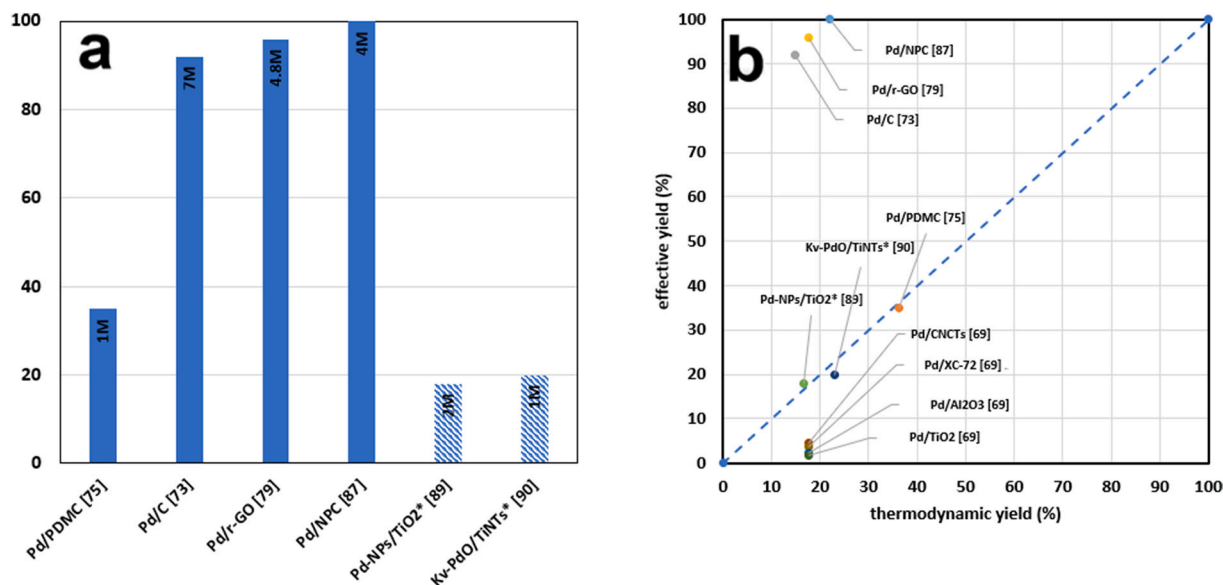 a
100
80
60
40
20
0
1M
7M
4.8M
4M
2M
1M
Pd/PDMC [75]
Pd/C [73]
Pd/r-GO [79]
Pd/NPC [87]
Pd-NPs/TiO2* [89]
Kv-PdO/TiNTs* [90]
b
effective yield (%)
100
90
80
70
60
50
40
30
20
10
0
Pd/NPC [87]
Pd/r-GO [79]
Pd/C [73]
Pd/PDMC [75]
Kv-PdO/TiNTs* [90]
Pd-NPs/TiO2* [89]
Pd/CNCTs [69]
Pd/XC-72 [69]
Pd/Al2O3 [69]
Pd/TiO2 [69]
0 10 20 30 40 50 60 70 80 90 100
thermodynamic yield (%)